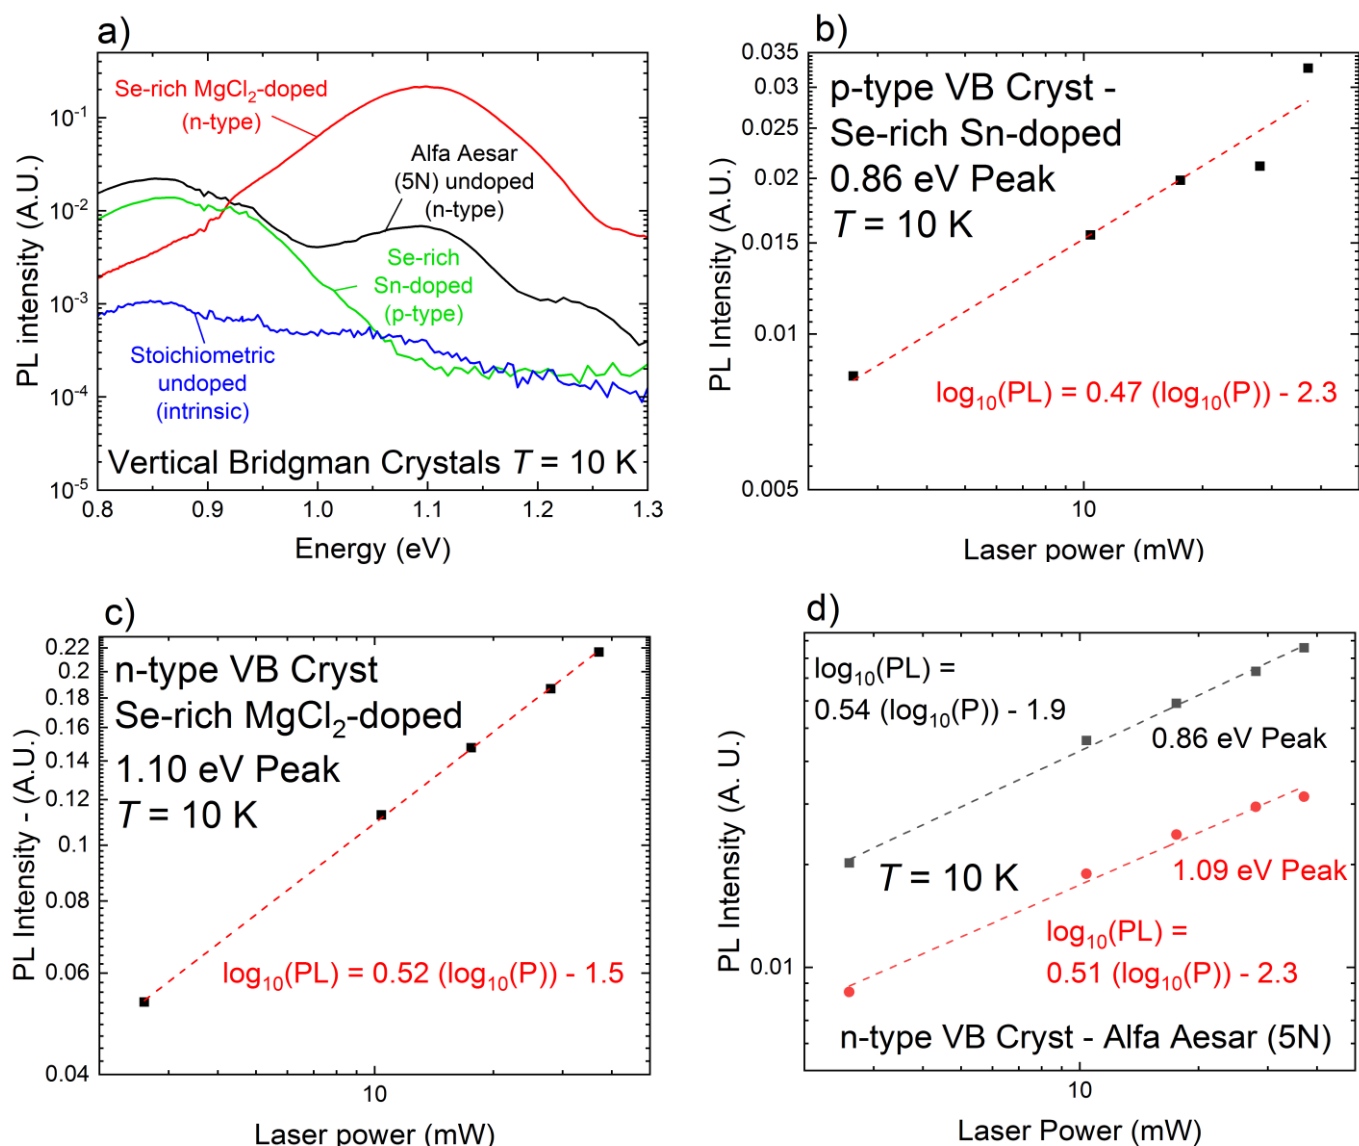 a)
PL intensity (A.U.)
10⁻¹
10⁻²
10⁻³
10⁻⁴
10⁻⁵
Se-rich MgCl₂-doped
(n-type)
Alfa Aesar
(5N) undoped
(n-type)
Se-rich
Sn-doped
(p-type)
Stoichiometric
undoped
(intrinsic)
Vertical Bridgman Crystals T = 10 K
0.8 0.9 1.0 1.1 1.2 1.3
Energy (eV)
b)
PL Intensity (A.U.)
0.035
0.03
0.025
0.02
0.015
0.01
0.005
p-type VB Cryst -
Se-rich Sn-doped
0.86 eV Peak
T = 10 K
log₁₀(PL) = 0.47 (log₁₀(P)) - 2.3
10
Laser power (mW)
c)
PL Intensity - (A.U.)
0.22
0.2
0.18
0.16
0.14
0.12
0.1
0.08
0.06
0.04
n-type VB Cryst
Se-rich MgCl₂-doped
1.10 eV Peak
T = 10 K
log₁₀(PL) = 0.52 (log₁₀(P)) - 1.5
10
Laser power (mW)
d)
PL Intensity (A. U.)
0.01
log₁₀(PL) =
0.54 (log₁₀(P)) - 1.9
0.86 eV Peak
T = 10 K
1.09 eV Peak
log₁₀(PL) =
0.51 (log₁₀(P)) - 2.3
n-type VB Cryst - Alfa Aesar (5N)
10
Laser Power (mW)